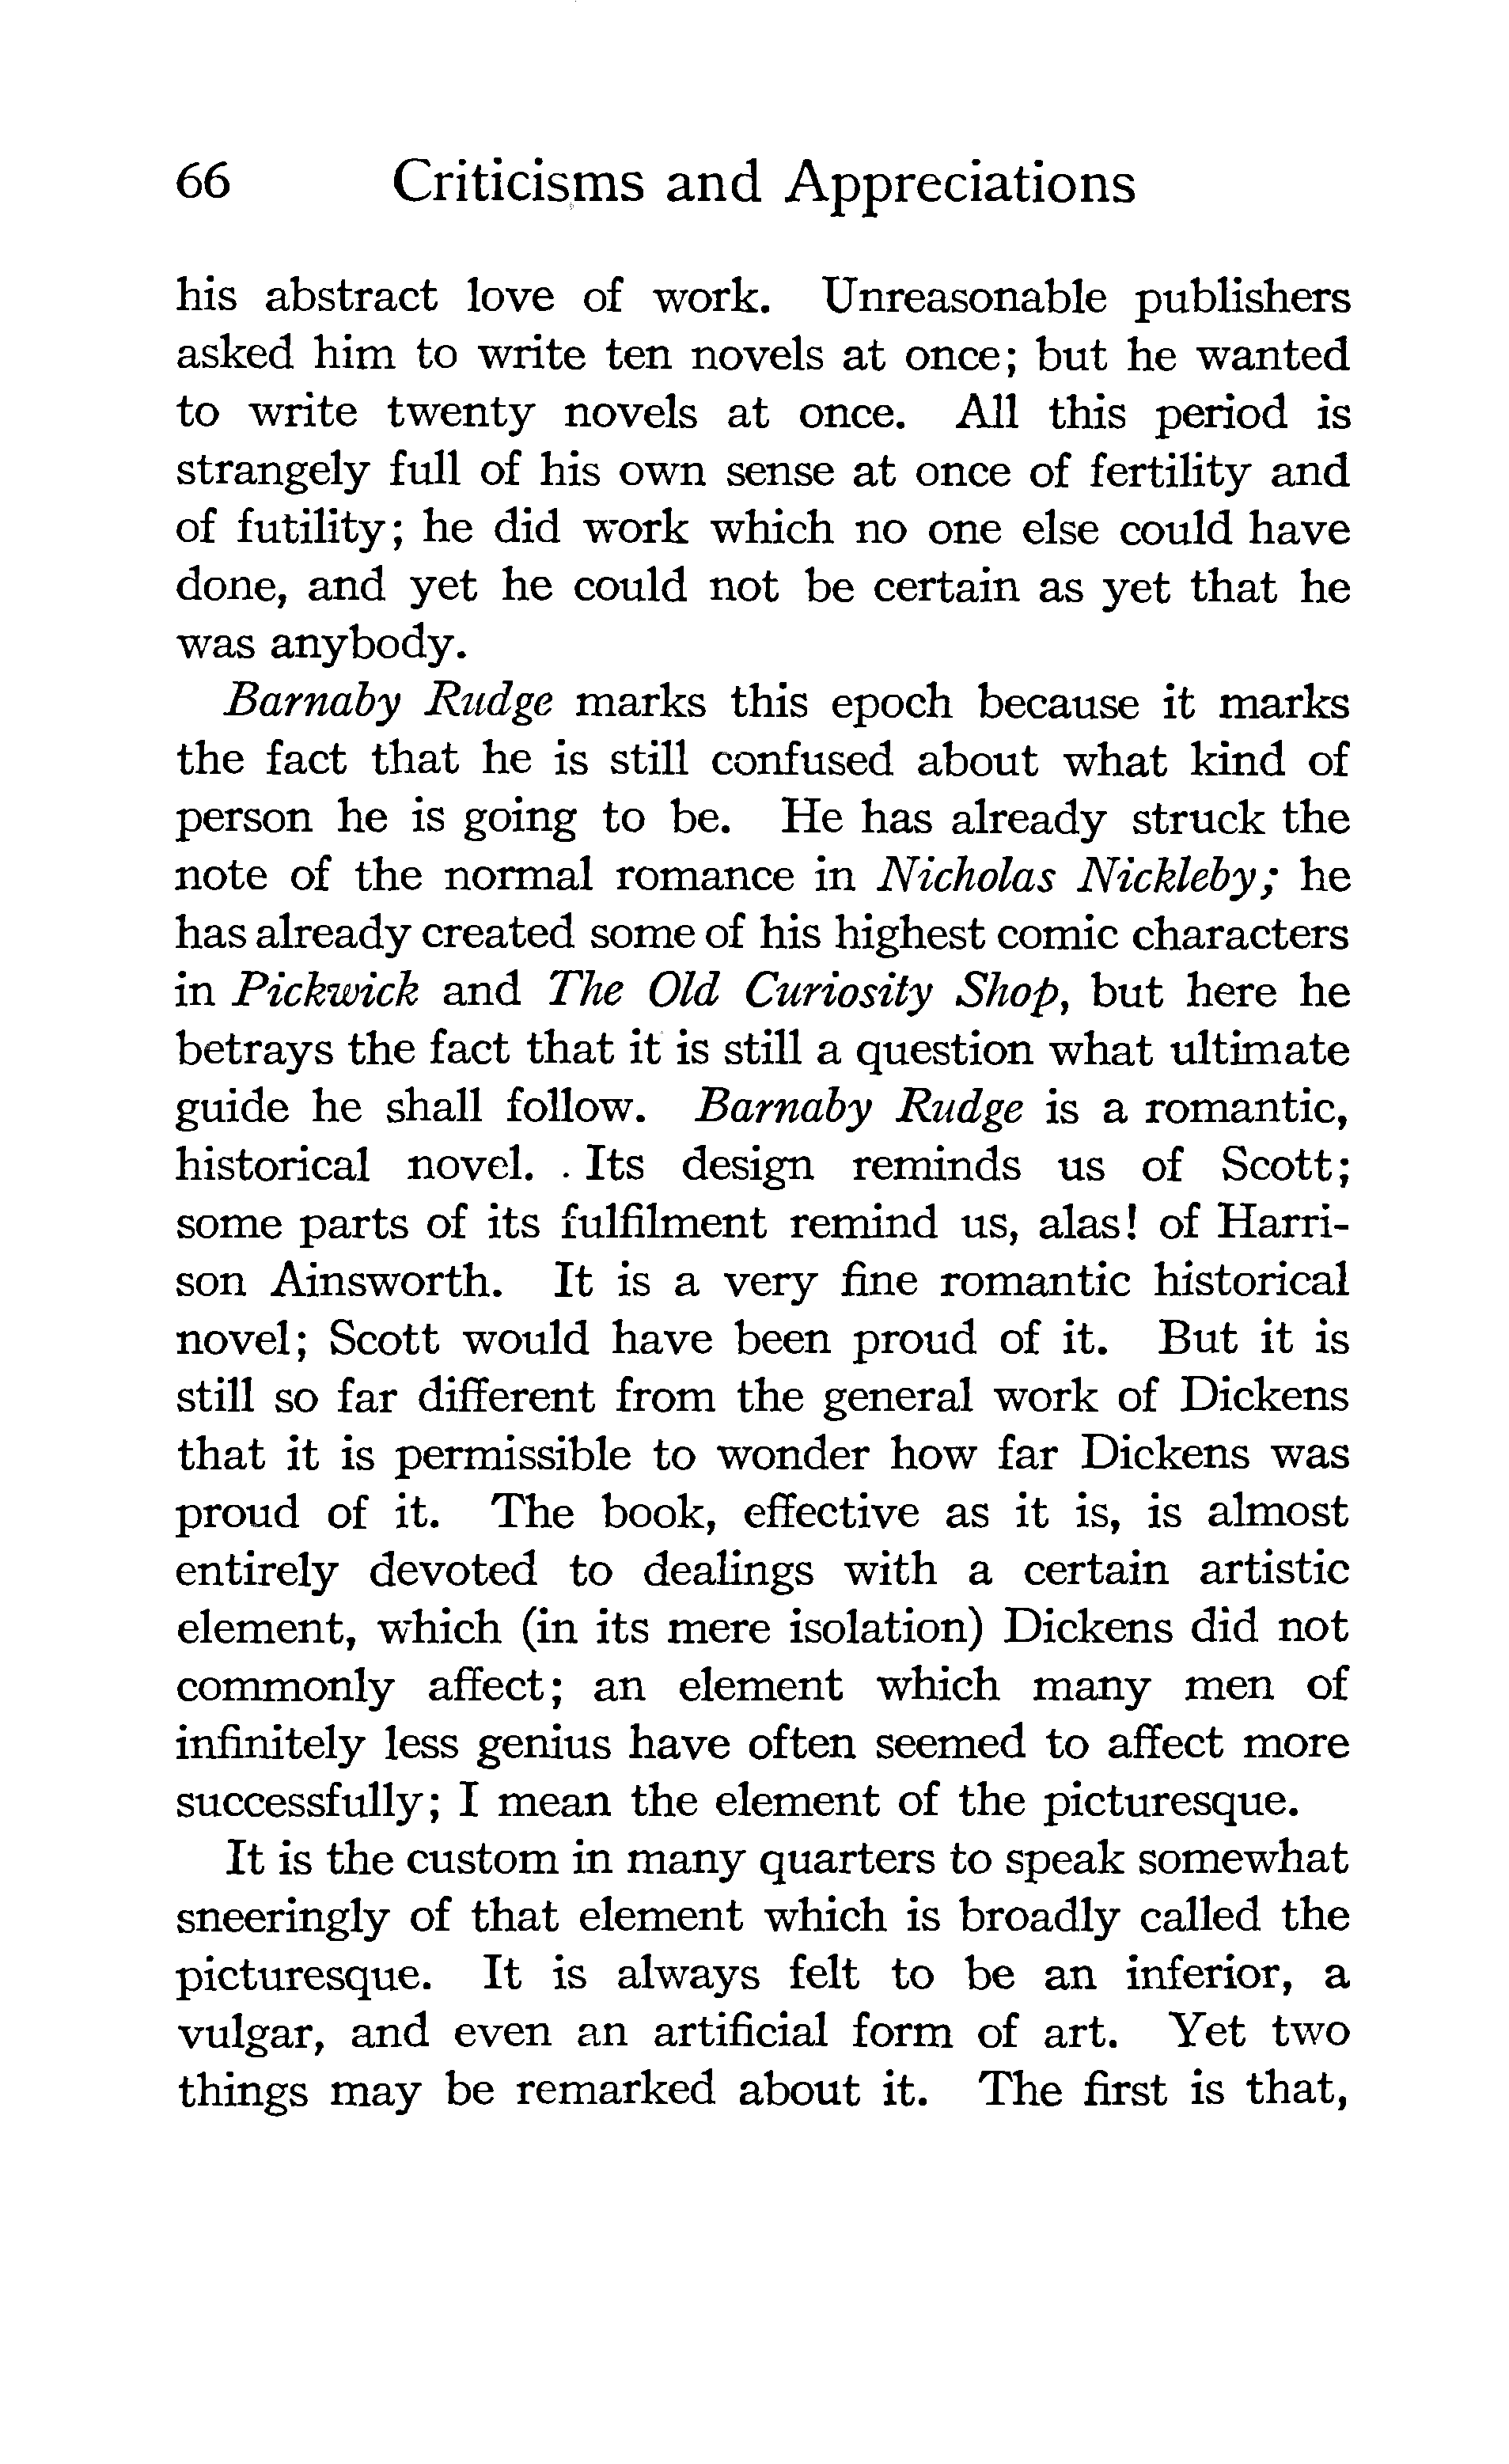 66 Criticisms and Appreciations
his abstract love of work. Unreasonable publishers
asked him to write ten novels at once; but he wanted
to write twenty novels at once. All this period is
strangely full of his own sense at once of fertility and
of futility; he did work which no one else could have
done, and yet he could not be certain as yet that he
was anybody.
Barnaby Rudge marks this epoch because it marks
the fact that he is still confused about what kind of
person he is going to be. He has already struck the
note of the normal romance in Nicholas Nickleby; he
has already created some of his highest comic characters
in Pickwick and The Old Curiosity Shop, but here he
betrays the fact that it is still a question what ultimate
guide he shall follow. Barnaby Rudge is a romantic,
historical novel. Its design reminds us of Scott;
some parts of its fulfilment remind us, alas! of Harri-
son Ainsworth. It is a very fine romantic historical
novel; Scott would have been proud of it. But it is
still so far different from the general work of Dickens
that it is permissible to wonder how far Dickens was
proud of it. The book, effective as it is, is almost
entirely devoted to dealings with a certain artistic
element, which (in its mere isolation) Dickens did not
commonly affect; an element which many men of
infinitely less genius have often seemed to affect more
successfully; I mean the element of the picturesque.
It is the custom in many quarters to speak somewhat
sneeringly of that element which is broadly called the
picturesque. It is always felt to be an inferior, a
vulgar, and even an artificial form of art. Yet two
things may be remarked about it. The first is that,